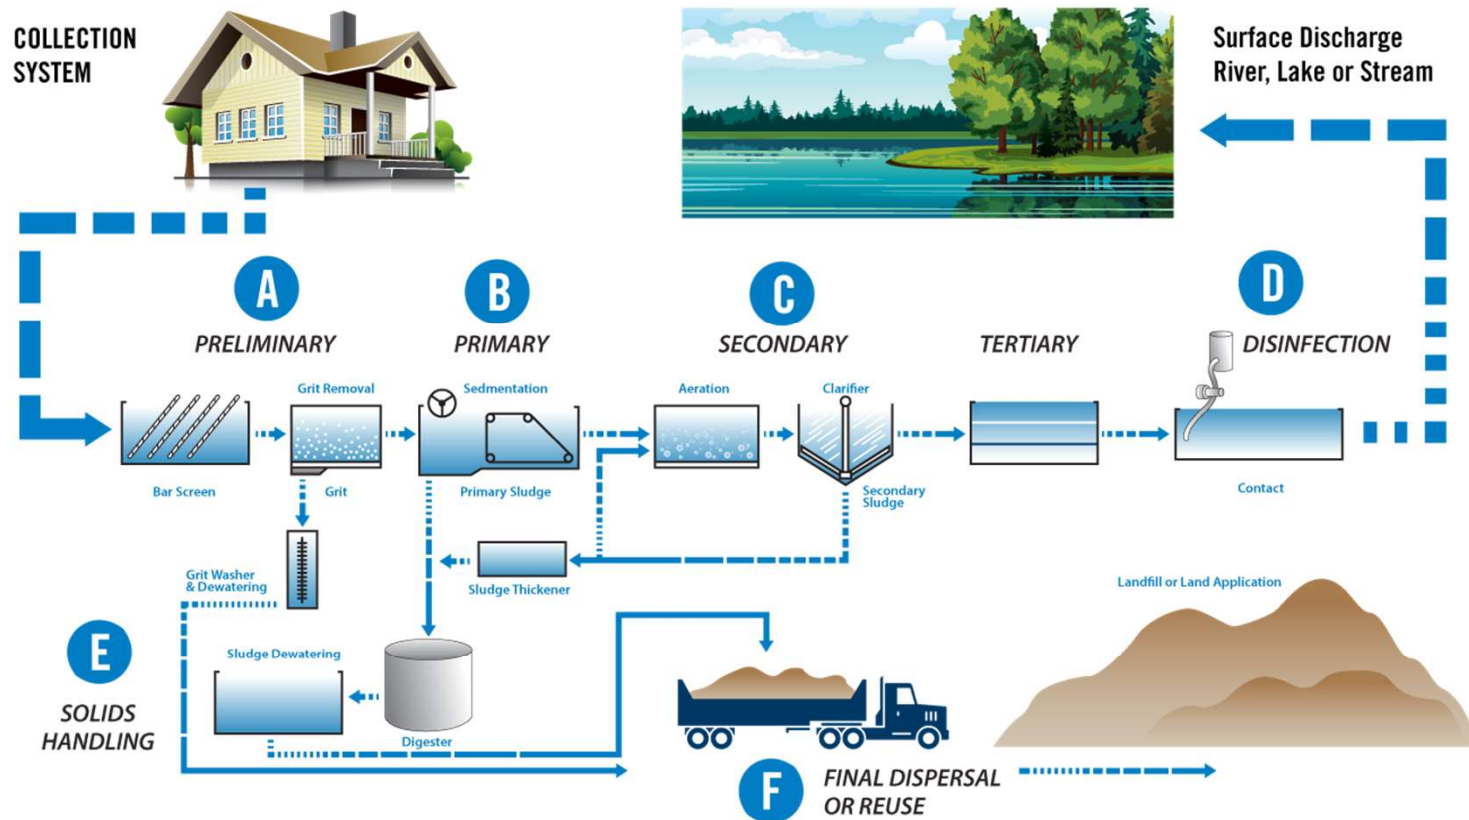 COLLECTION
SYSTEM
Surface Discharge
River, Lake or Stream
A
B
C
D
PRELIMINARY
PRIMARY
SECONDARY
TERTIARY
DISINFECTION
Grit Removal
Sedmentation
Aeration
Clarifier
Bar Screen
Grit
Primary Sludge
Secondary
Sludge
Contact
Grit Washer
& Dewatering
Sludge Thickener
Landfill or Land Application
E
SOLIDS
HANDLING
Sludge Dewatering
Digester
F
FINAL DISPERSAL
OR REUSE